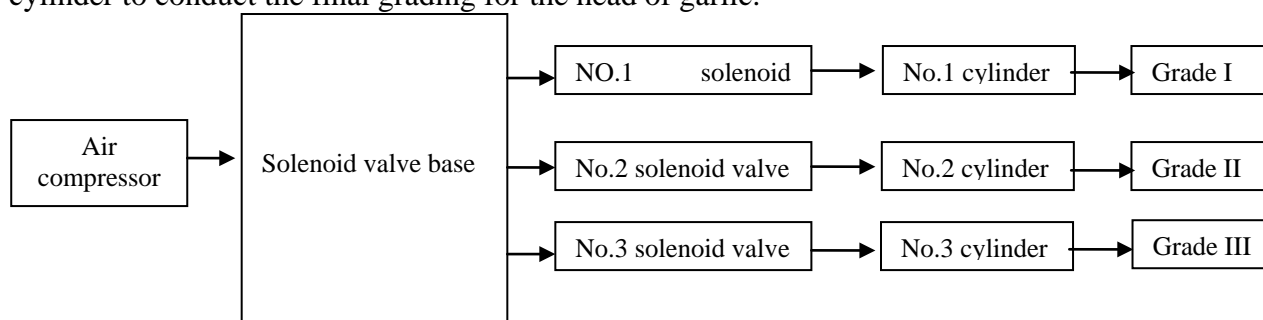 cylinder to conduct the final grading for the head of garlic.
NO.1 solenoid
No.1 cylinder
Grade I
Air
compressor
Solenoid valve base
No.2 solenoid valve
No.2 cylinder
Grade II
No.3 solenoid valve
No.3 cylinder
Grade III